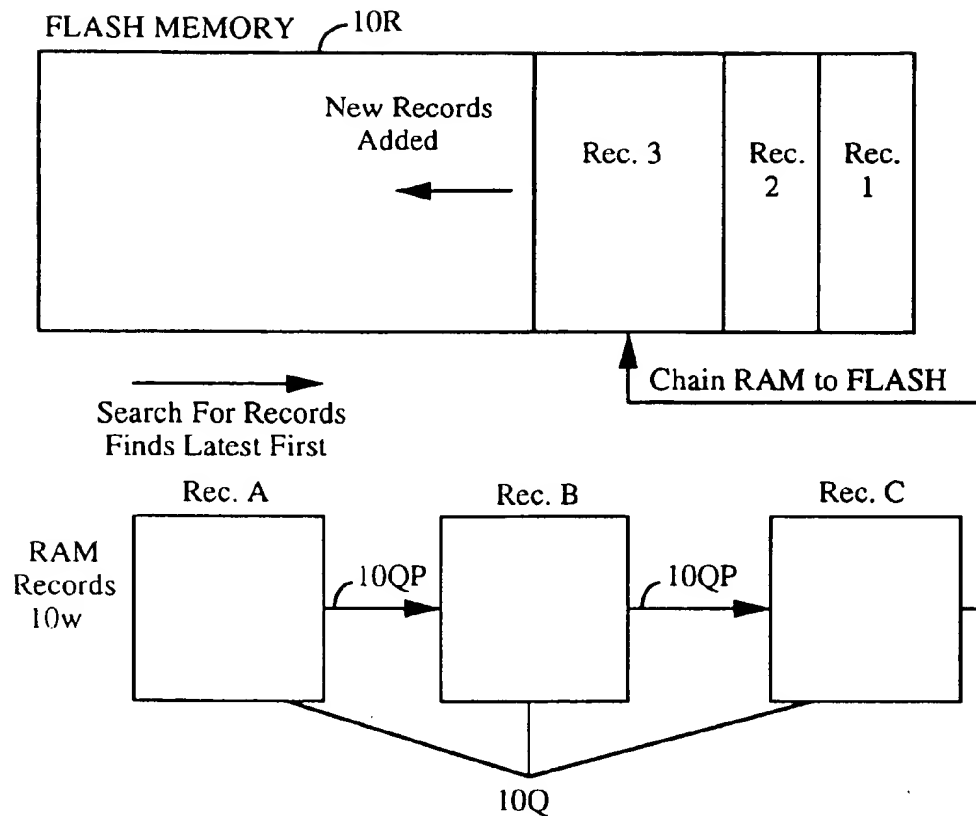 FLASH MEMORY
10R
New Records
Added
Rec. 3
Rec.
2
Rec.
1
Chain RAM to FLASH
Search For Records
Finds Latest First
Rec. A
Rec. B
Rec. C
RAM
Records
10w
10QP
10QP
10Q